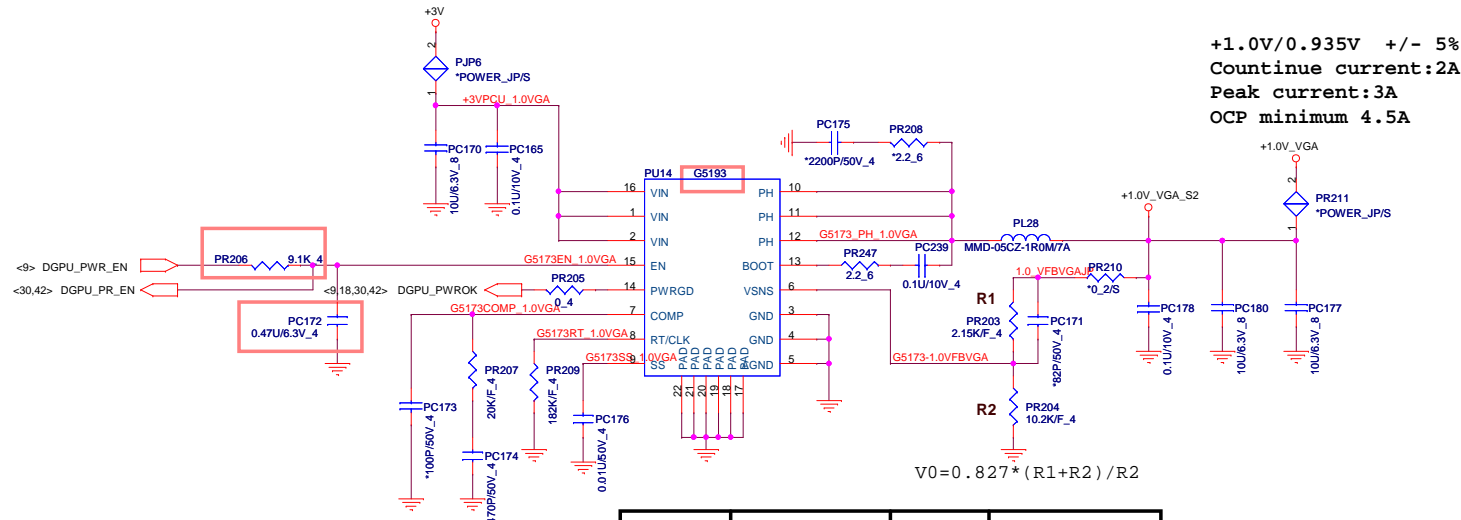 +3V
+1.0V/0.935V +/- 5%
Countinue current:2A
Peak current:3A
OCP minimum 4.5A
2
PJP6
*POWER_JP/S
1
+3VPCU_1.0VGA
PC170
10U/6.3V_8
PC165
0.1U/10V_4
PC175
*2200P/50V_4
PR208
*2.2_6
+1.0V_VGA
2
PR211
*POWER_JP/S
1
+1.0V_VGA_S2
PU14
G5193
16 VIN
1 VIN
2 VIN
15 EN
14 PWRGD
7 COMP
8 RT/CLK
9 SS
PH 10
PH 11
PH 12
BOOT 13
VSNS 6
GND 3
GND 4
AGND 5
PAD PAD PAD PAD PAD PAD
22 21 20 19 18 17
G5173_PH_1.0VGA
PL28
MMD-05CZ-1R0M/7A
PR247
2.2_6
PC239
0.1U/10V_4
<9> DGPU_PWR_EN
PR206
9.1K_4
G5173EN_1.0VGA
<30,42> DGPU_PR_EN
<9,18,30,42> DGPU_PWROK
PR205
0_4
PC172
0.47U/6.3V_4
G5173COMP_1.0VGA
G5173RT_1.0VGA
G5173SS_1.0VGA
1.0_VFBVGAJP
PR210
*0_2/S
R1
PR203
2.15K/F_4
PC171
*82P/50V_4
PC178
0.1U/10V_4
PC180
10U/6.3V_8
PC177
10U/6.3V_8
G5173-1.0VFBVGA
R2
PR204
10.2K/F_4
PR207
20K/F_4
PR209
182K/F_4
PC173
*100P/50V_4
PC174
PC176
0.01U/50V_4
V0=0.827*(R1+R2)/R2